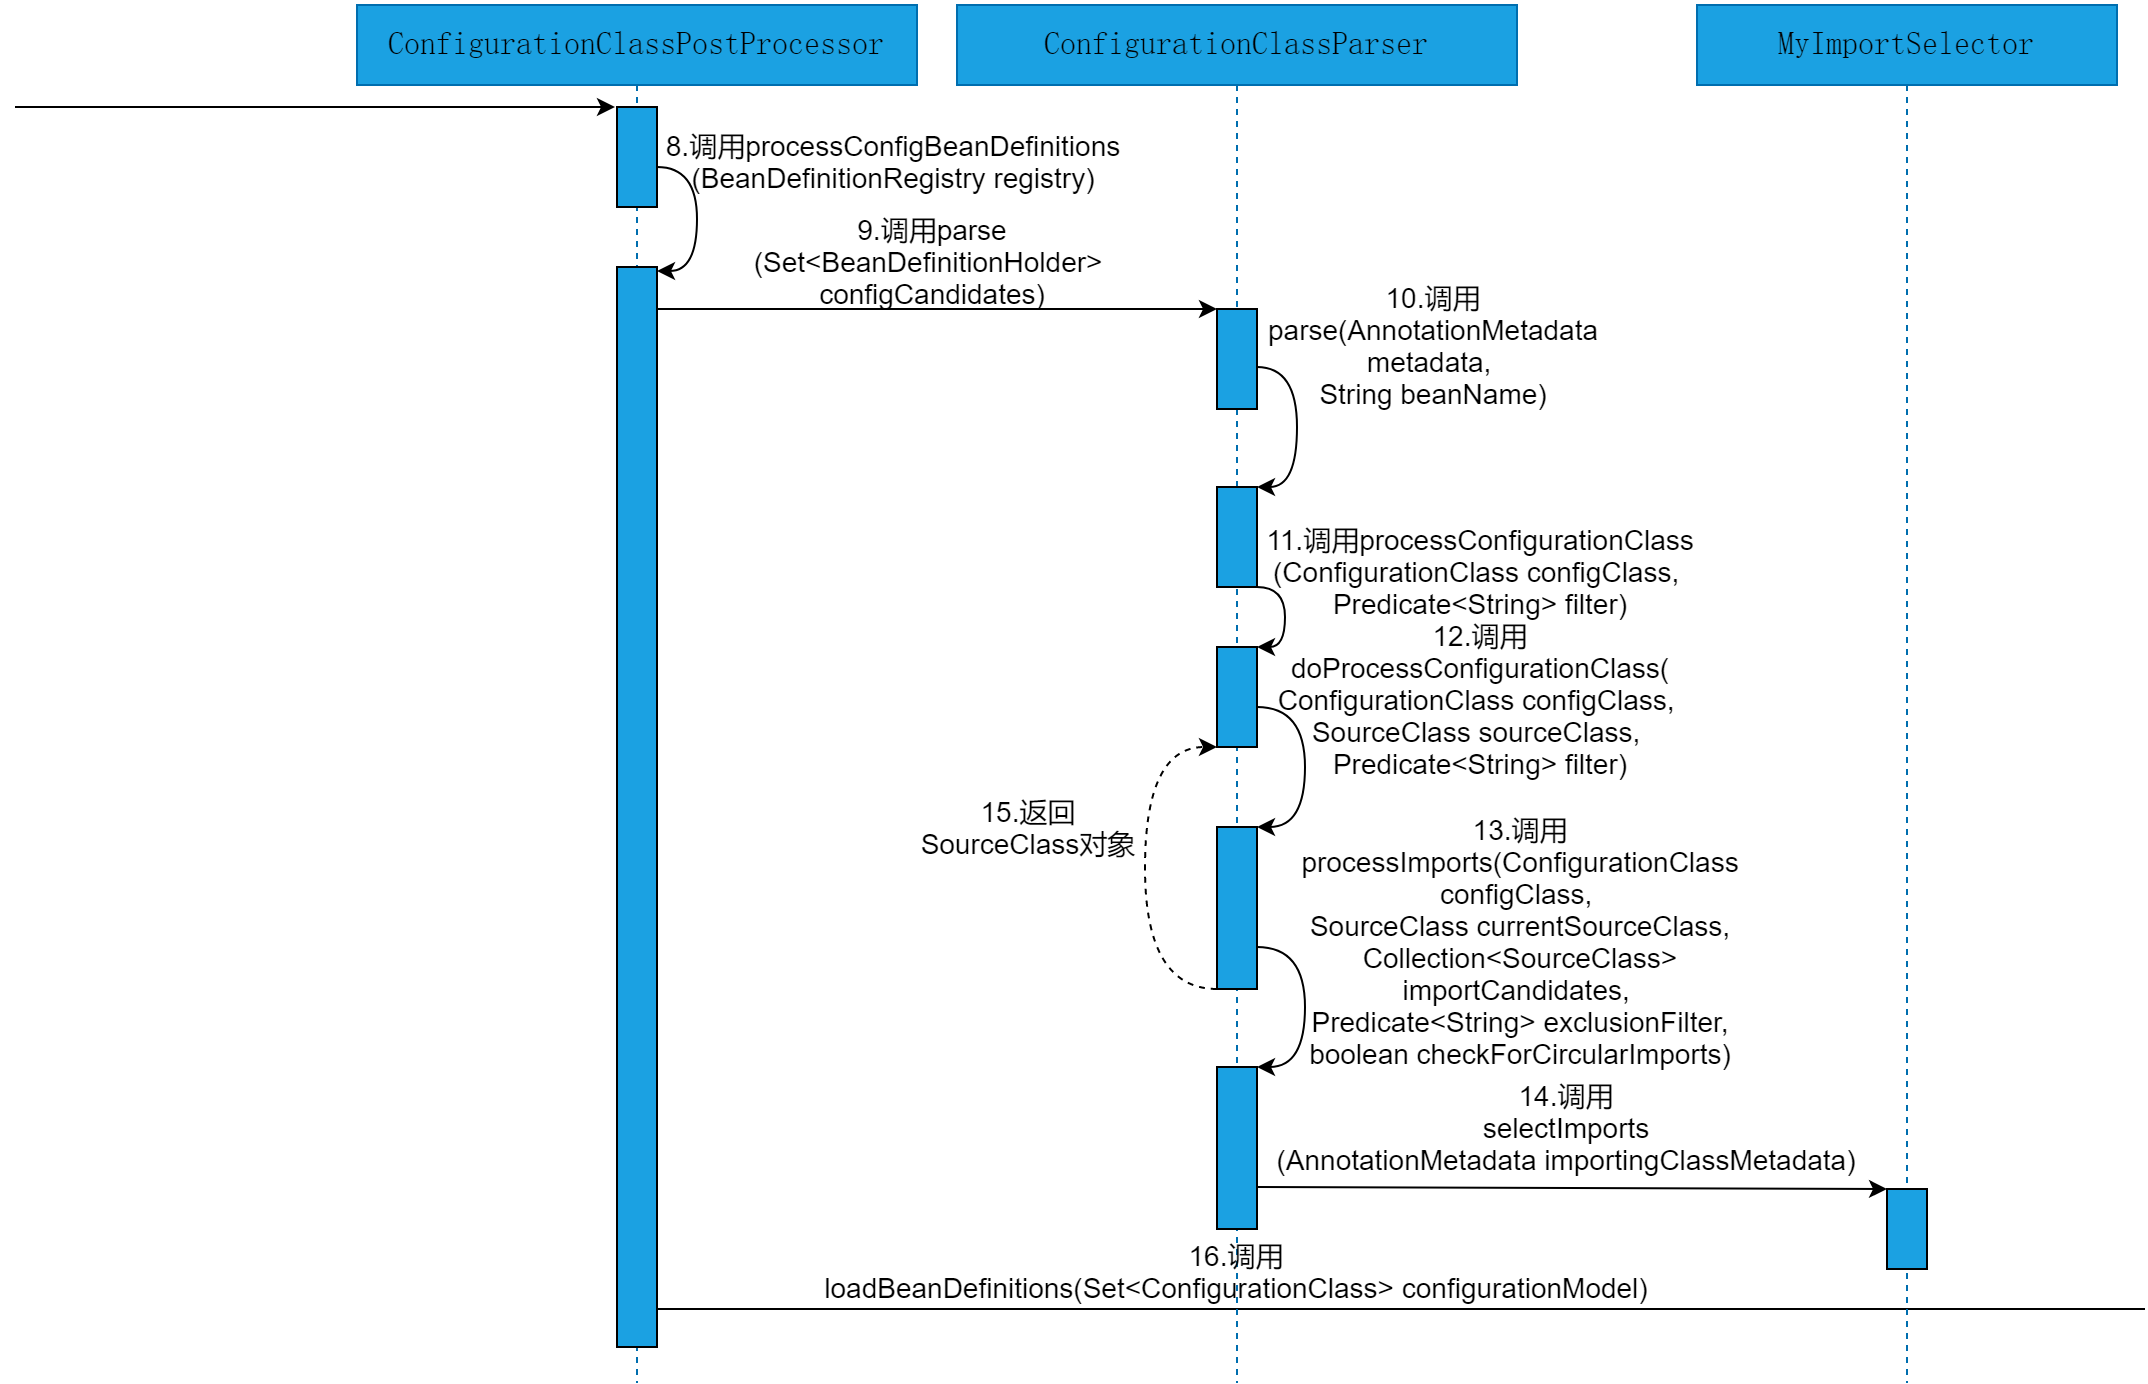 ConfigurationClassPostProcessor
ConfigurationClassParser
MyImportSelector
8.调用processConfigBeanDefinitions
(BeanDefinitionRegistry registry)
9.调用parse
(Set<BeanDefinitionHolder>
configCandidates)
10.调用
parse(AnnotationMetadata
metadata,
String beanName)
11.调用processConfigurationClass
(ConfigurationClass configClass,
Predicate<String> filter)
12.调用
doProcessConfigurationClass(
ConfigurationClass configClass,
SourceClass sourceClass,
Predicate<String> filter)
15.返回
SourceClass对象
13.调用
processImports(ConfigurationClass
configClass,
SourceClass currentSourceClass,
Collection<SourceClass>
importCandidates,
Predicate<String> exclusionFilter,
boolean checkForCircularImports)
14.调用
selectImports
(AnnotationMetadata importingClassMetadata)
16.调用
loadBeanDefinitions(Set<ConfigurationClass> configurationModel)